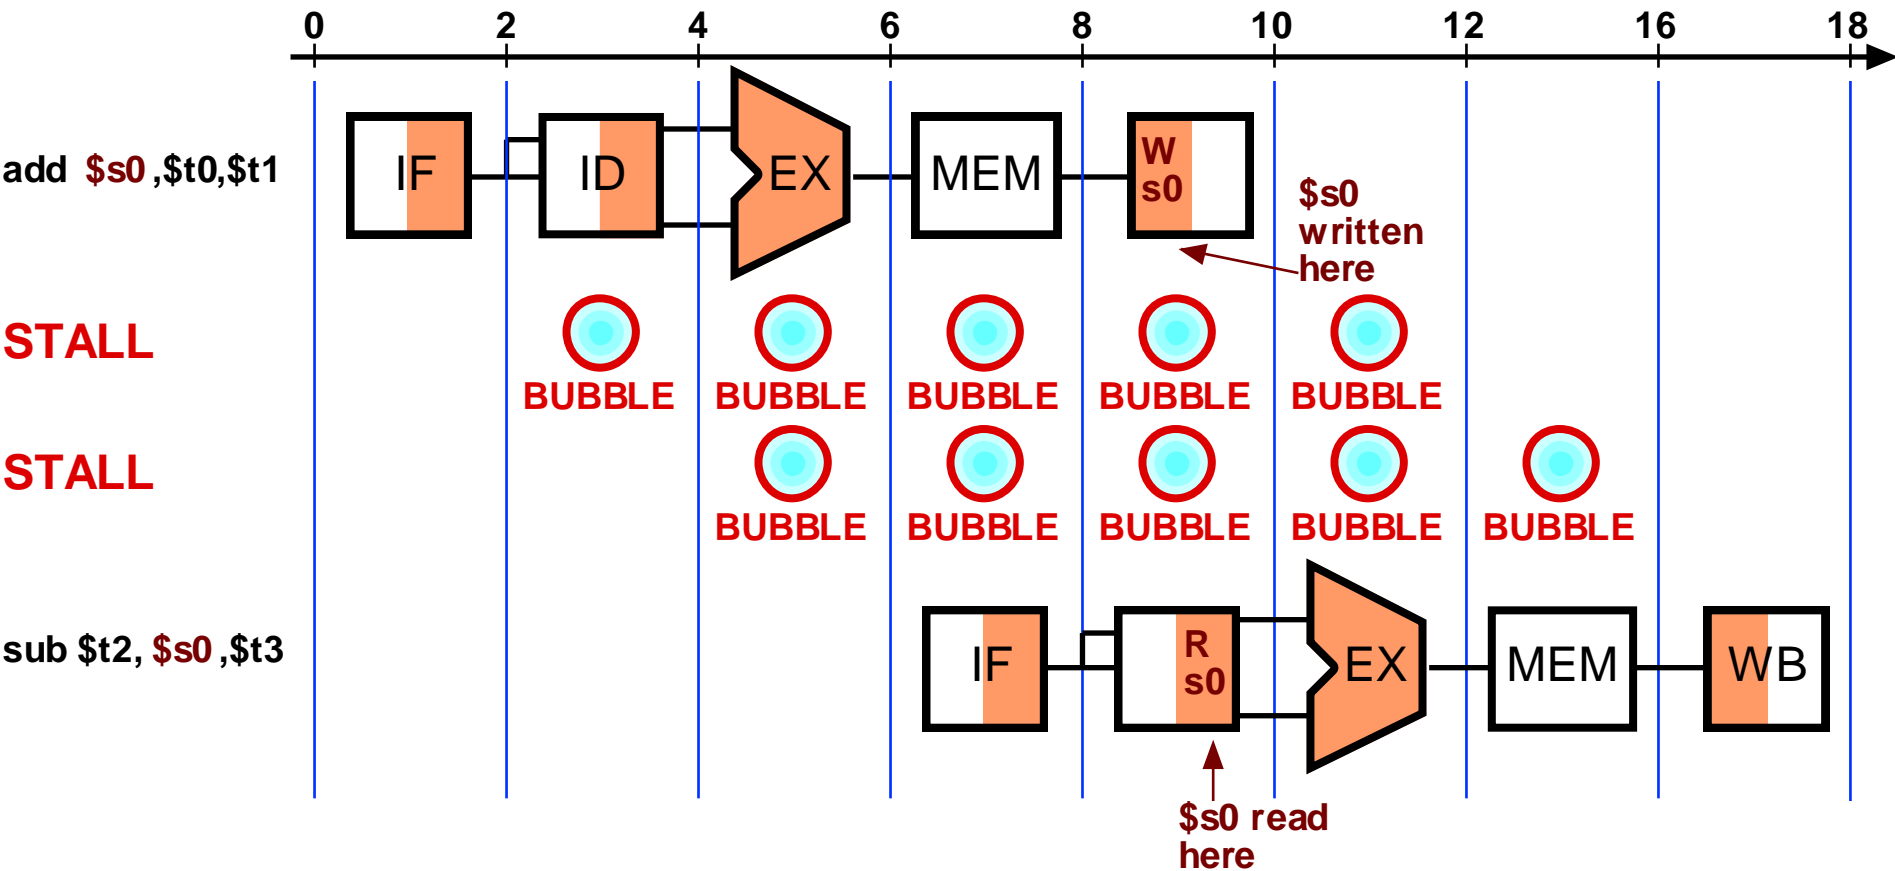 0 2 4 6 8 10 12 16 18
add $s0,$t0,$t1
IF ID EX MEM W
s0
$s0
written
here
STALL
BUBBLE BUBBLE BUBBLE BUBBLE BUBBLE
STALL
BUBBLE BUBBLE BUBBLE BUBBLE BUBBLE
sub $t2, $s0,$t3
IF R
s0
EX MEM WB
$s0 read
here